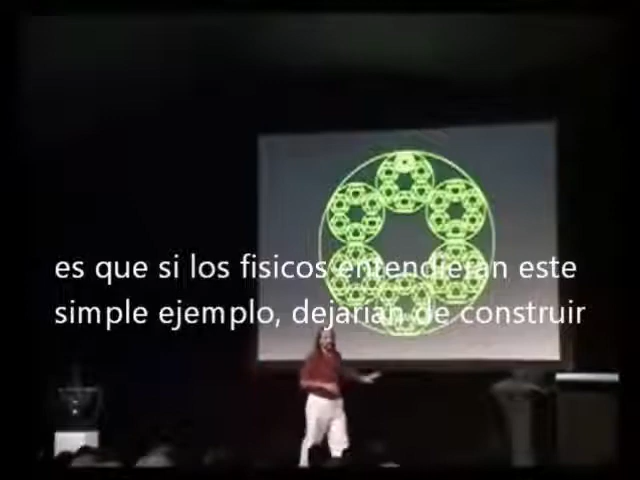 es que si los fisicos entendieran este
simple ejemplo, dejarian de construir